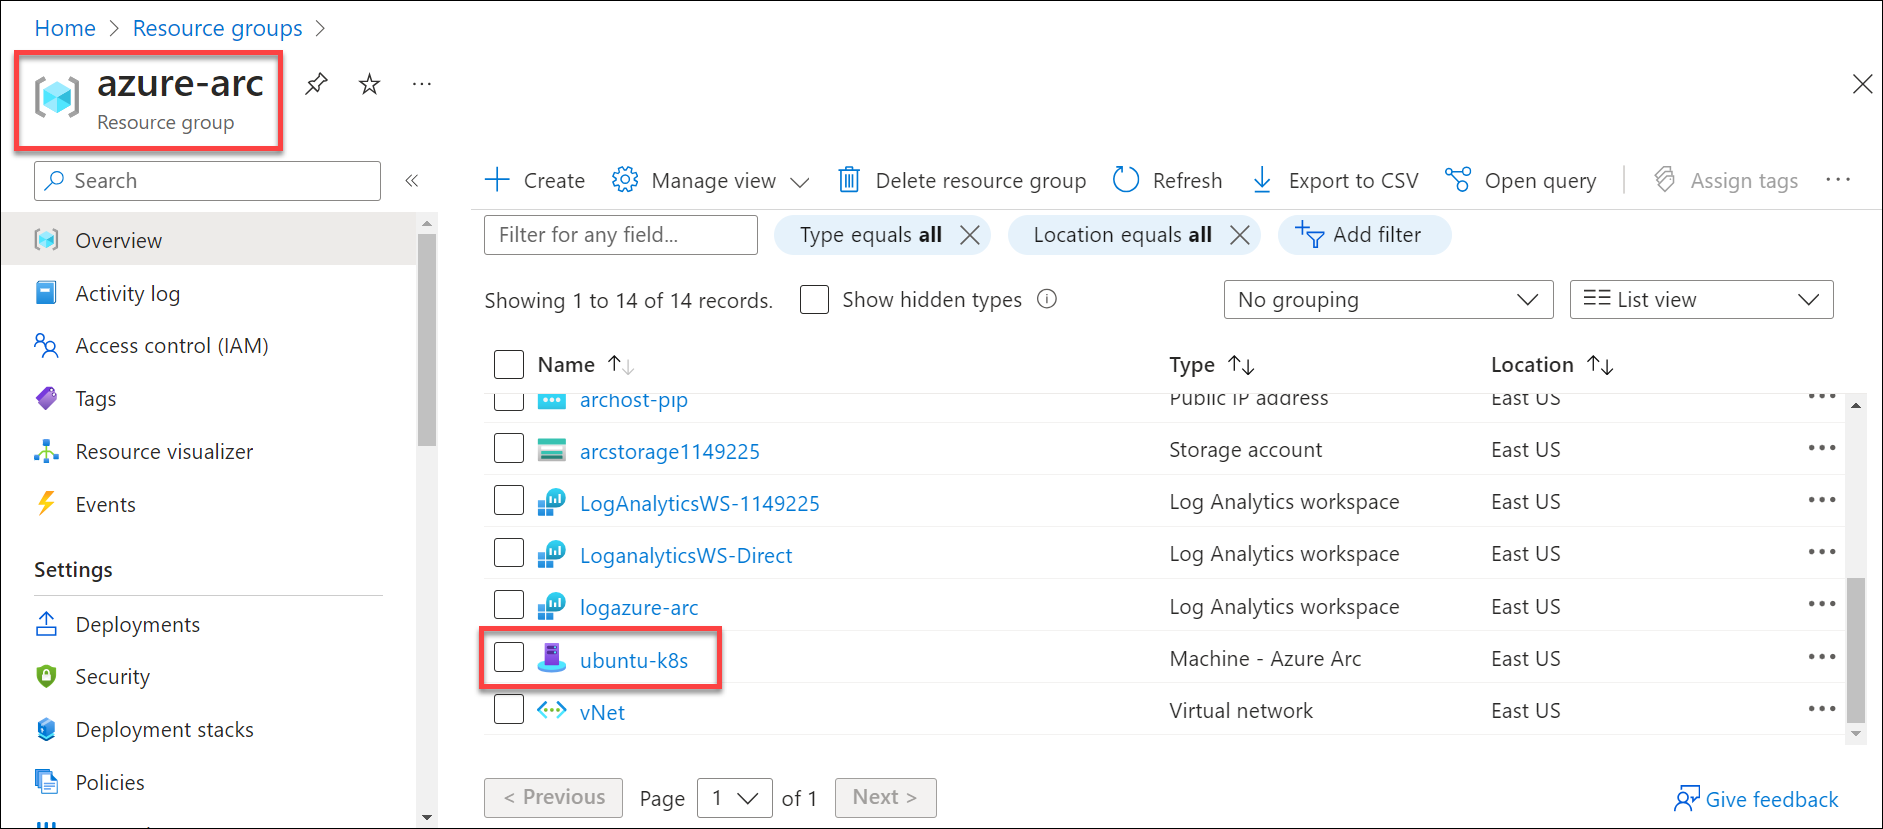 Home > Resource groups >
azure-arc
Resource group
Search
Create Manage view Delete resource group Refresh Export to CSV Open query Assign tags
Overview
Activity log
Access control (IAM)
Tags
Resource visualizer
Events
Settings
Deployments
Security
Deployment stacks
Policies
Filter for any field... Type equals all Location equals all Add filter
Showing 1 to 14 of 14 records. Show hidden types No grouping List view
Name Type Location
archost-pip Public IP address East US
arcstorage1149225 Storage account East US
LogAnalyticsWS-1149225 Log Analytics workspace East US
LoganalyticsWS-Direct Log Analytics workspace East US
logazure-arc Log Analytics workspace East US
ubuntu-k8s Machine - Azure Arc East US
vNet Virtual network East US
< Previous Page 1 of 1 Next >
Give feedback